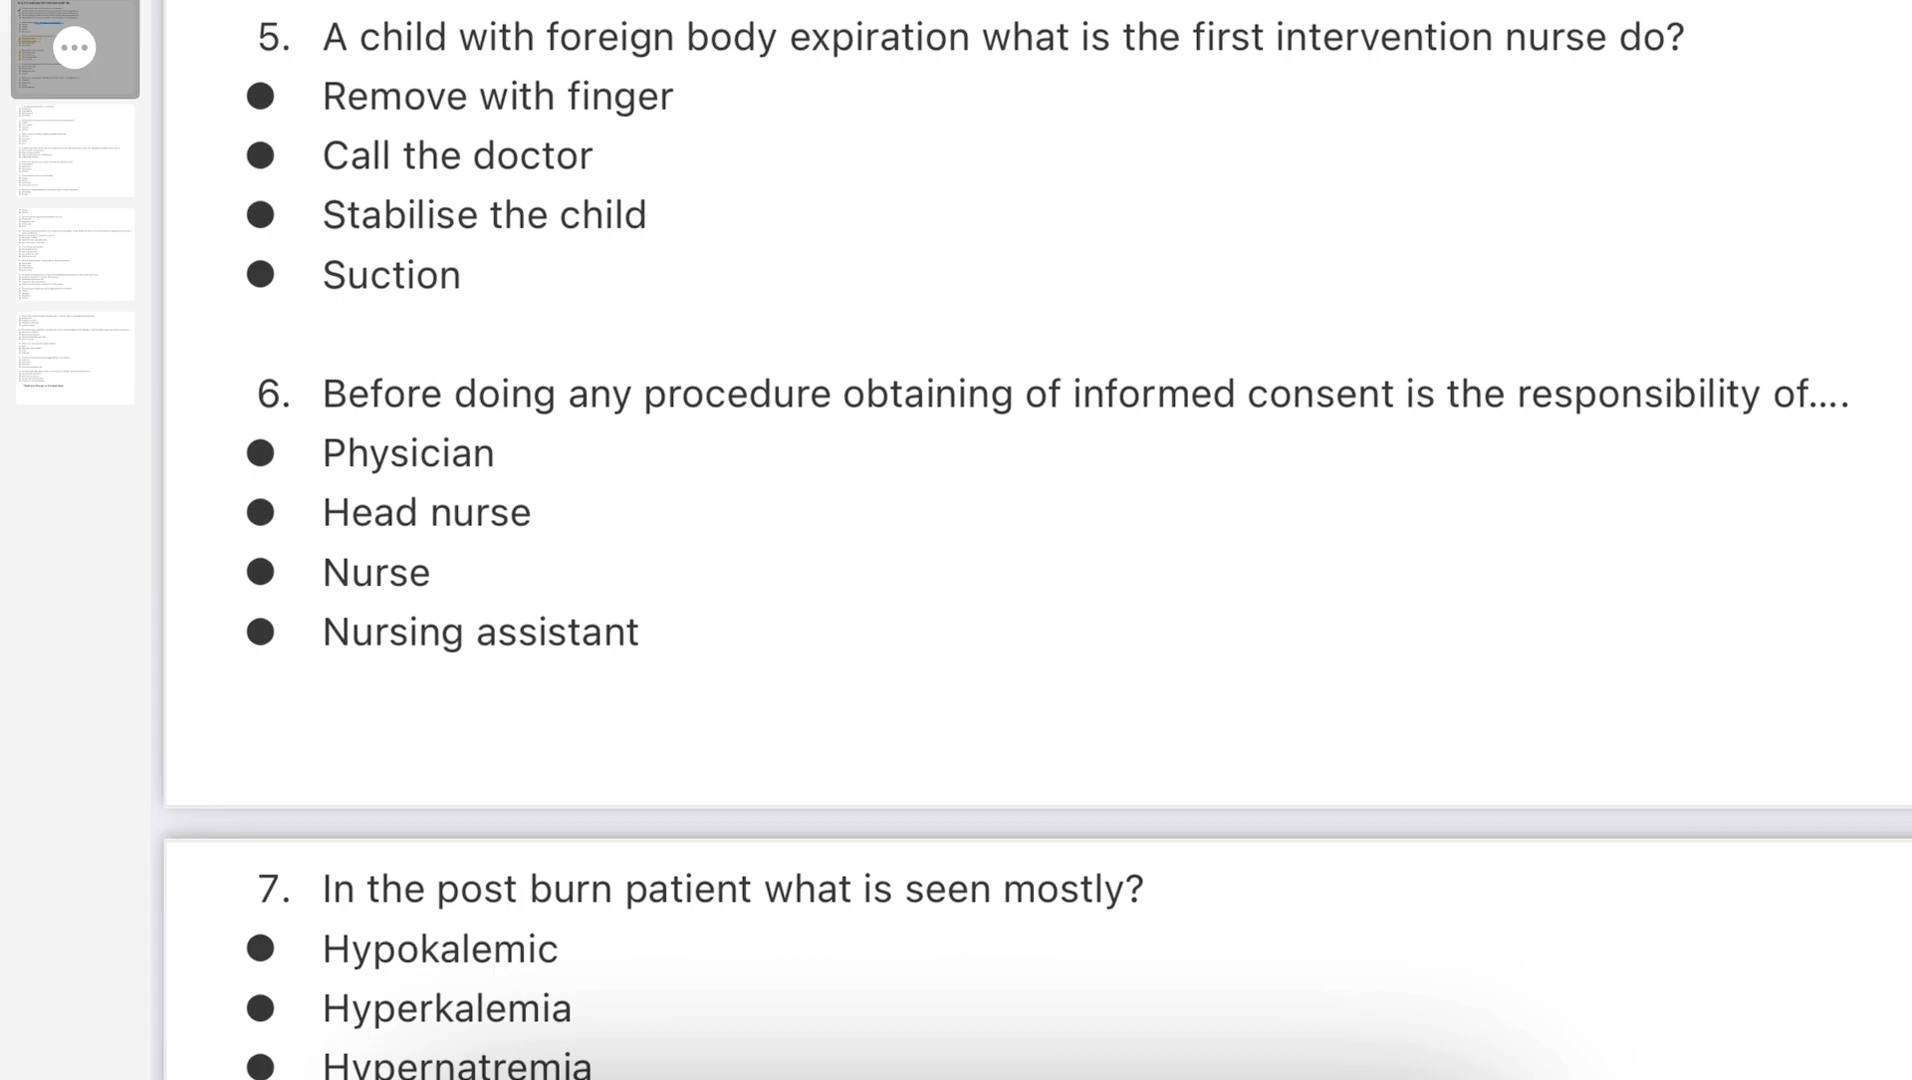 5. A child with foreign body expiration what is the first intervention nurse do?
● Remove with finger
● Call the doctor
● Stabilise the child
● Suction
6. Before doing any procedure obtaining of informed consent is the responsibility of....
● Physician
● Head nurse
● Nurse
● Nursing assistant
7. In the post burn patient what is seen mostly?
● Hypokalemic
● Hyperkalemia
● Hypernatremia